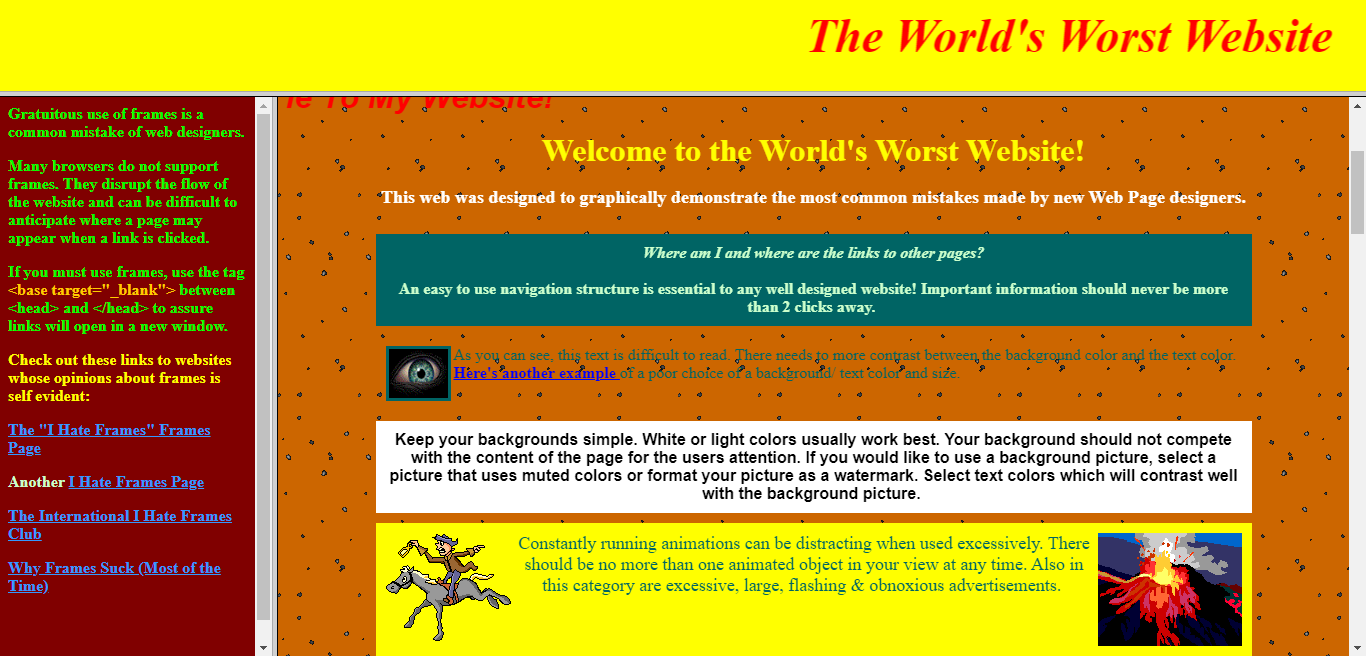 The World's Worst Website
Gratuitous use of frames is a
common mistake of web designers.
Many browsers do not support
frames. They disrupt the flow of
the website and can be difficult to
anticipate where a page may
appear when a link is clicked.
If you must use frames, use the tag
<base target="_blank"> between
<head> and </head> to assure
links will open in a new window.
Check out these links to websites
whose opinions about frames is
self evident:
The "I Hate Frames" Frames
Page
Another I Hate Frames Page
The International I Hate Frames
Club
Why Frames Suck (Most of the
Time)
To My Website!
Welcome to the World's Worst Website!
This web was designed to graphically demonstrate the most common mistakes made by new Web Page designers.
Where am I and where are the links to other pages?
An easy to use navigation structure is essential to any well designed website! Important information should never be more
than 2 clicks away.
As you can see, this text is difficult to read. There needs to more contrast between the background color and the text color.
Here's another example of a poor choice of a background/ text color and size.
Keep your backgrounds simple. White or light colors usually work best. Your background should not compete
with the content of the page for the users attention. If you would like to use a background picture, select a
picture that uses muted colors or format your picture as a watermark. Select text colors which will contrast well
with the background picture.
Constantly running animations can be distracting when used excessively. There
should be no more than one animated object in your view at any time. Also in
this category are excessive, large, flashing & obnoxious advertisements.